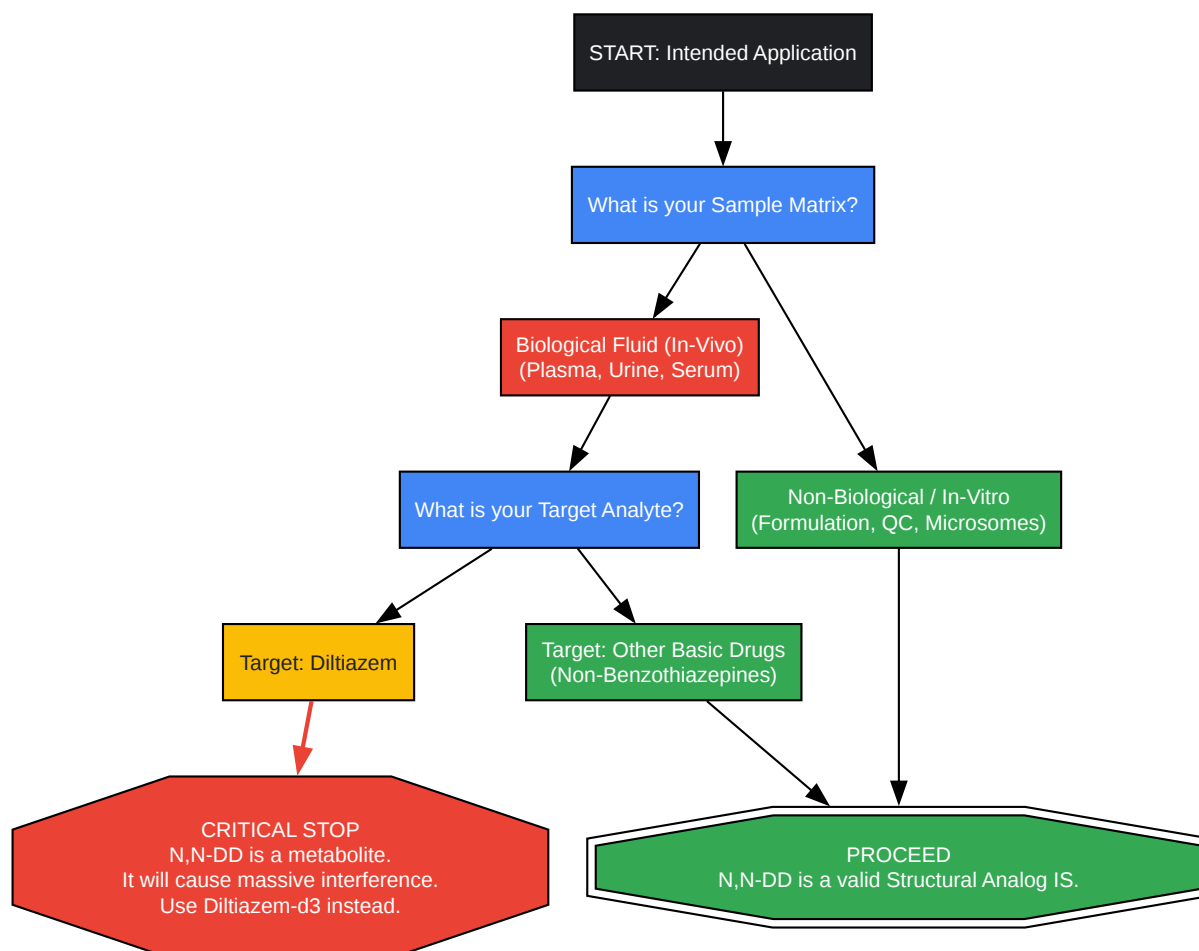 START: Intended Application
What is your Sample Matrix?
Biological Fluid (In-Vivo)
(Plasma, Urine, Serum)
What is your Target Analyte?
Non-Biological / In-Vitro
(Formulation, QC, Microsomes)
Target: Diltiazem
Target: Other Basic Drugs
(Non-Benzothiazepines)
CRITICAL STOP
N,N-DD is a metabolite.
It will cause massive interference.
Use Diltiazem-d3 instead.
PROCEED
N,N-DD is a valid Structural Analog IS.